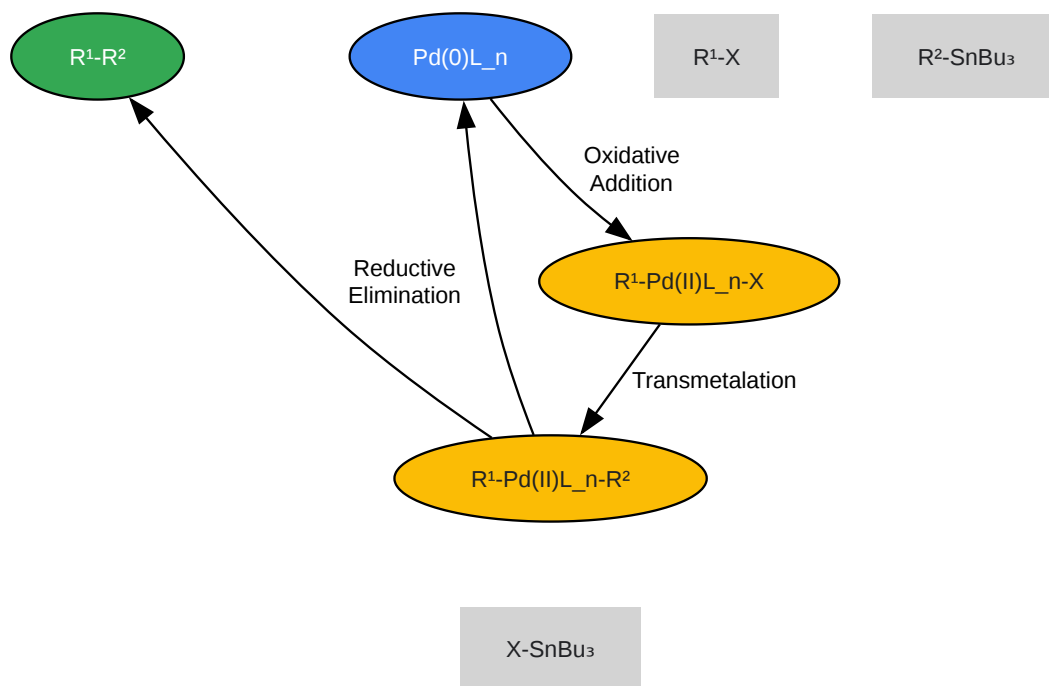 R¹-R²
Pd(0)L_n
R¹-X
R²-SnBu₃
Oxidative
Addition
Reductive
Elimination
R¹-Pd(II)L_n-X
Transmetalation
R¹-Pd(II)L_n-R²
X-SnBu₃